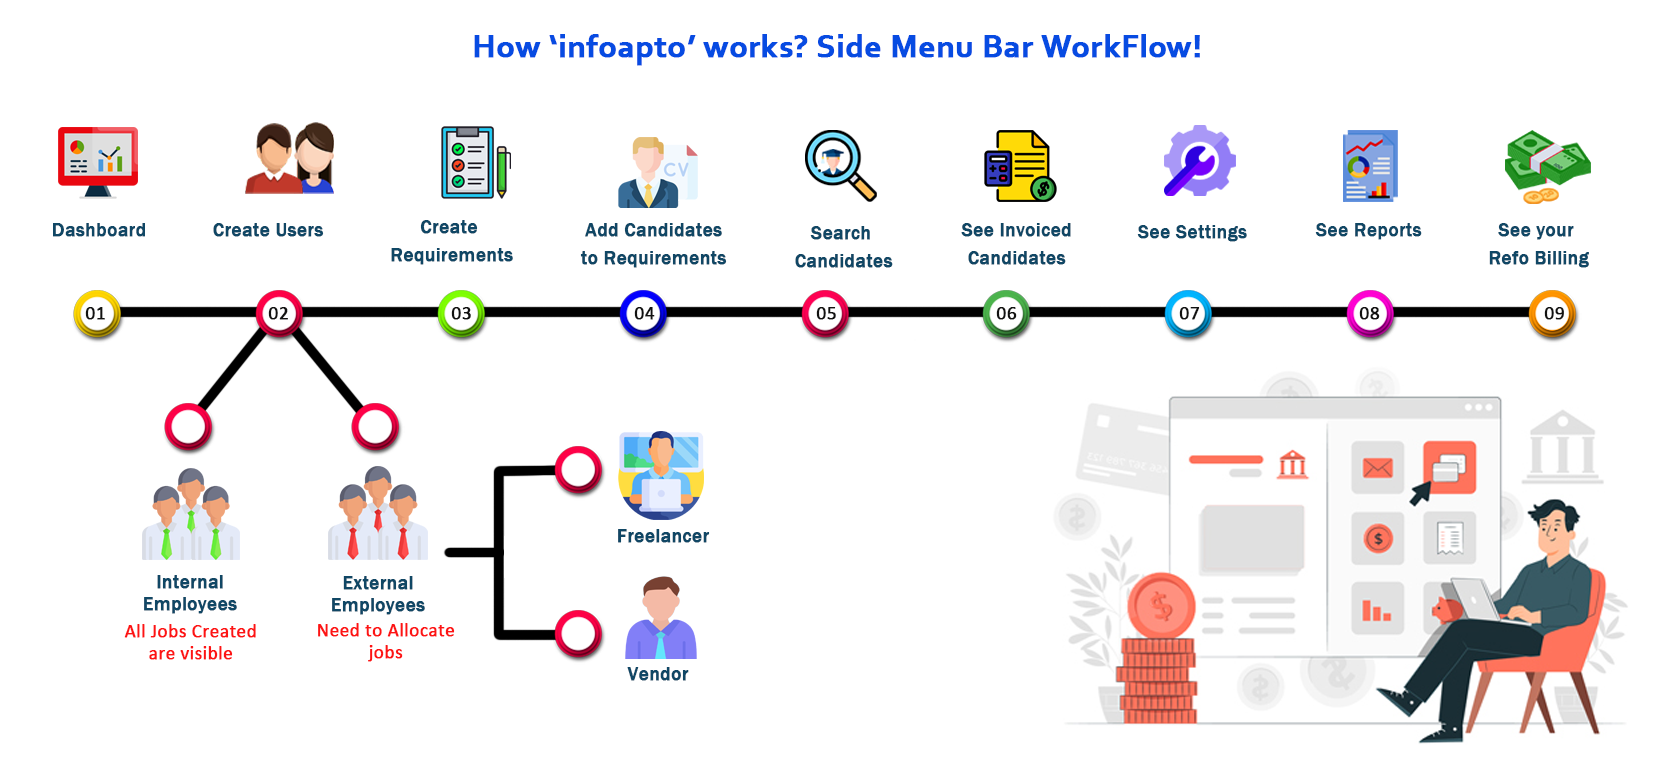 How ‘infoapto’ works? Side Menu Bar WorkFlow!
Dashboard
Create Users
Create
Requirements
CV
Add Candidates
to Requirements
Search
Candidates
See Invoiced
Candidates
See Settings
See Reports
See your
Refo Billing
01
02
03
04
05
06
07
08
09
Internal
Employees
All Jobs Created
are visible
External
Employees
Need to Allocate
jobs
Freelancer
Vendor